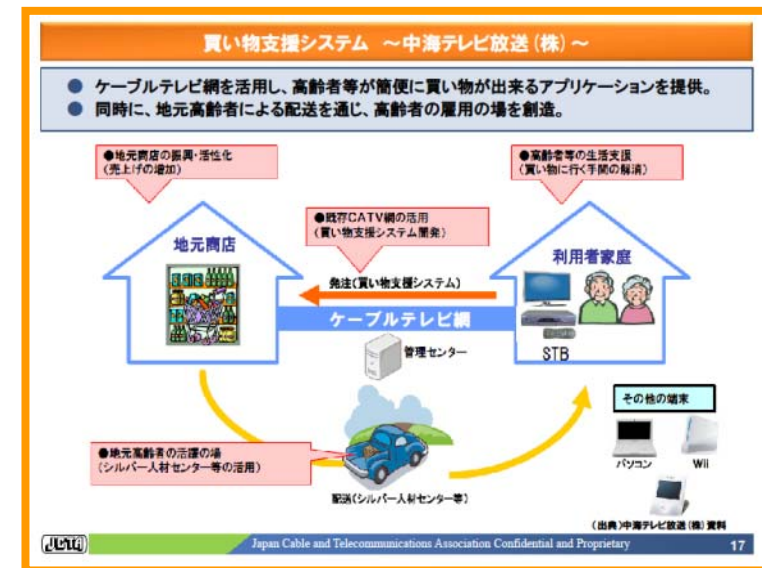 買い物支援システム ～中海テレビ放送(株)～
● ケーブルテレビ網を活用し、高齢者等が簡便に買い物が出来るアプリケーションを提供。
● 同時に、地元高齢者による配送を通じ、高齢者の雇用の場を創造。
●地元商店の振興・活性化
(売上げの増加)
●高齢者等の生活支援
(買い物に行く手間の解消)
●既存CATV網の活用
(買い物支援システム開発)
地元商店
利用者家庭
発注(買い物支援システム)
ケーブルテレビ網
管理センター
STB
その他の端末
パソコン
Wii
●地元高齢者の活躍の場
(シルバー人材センター等の活用)
配送(シルバー人材センター等)
(出典)中海テレビ放送(株)資料
JCTA
Japan Cable and Telecommunications Association Confidential and Proprietary
17